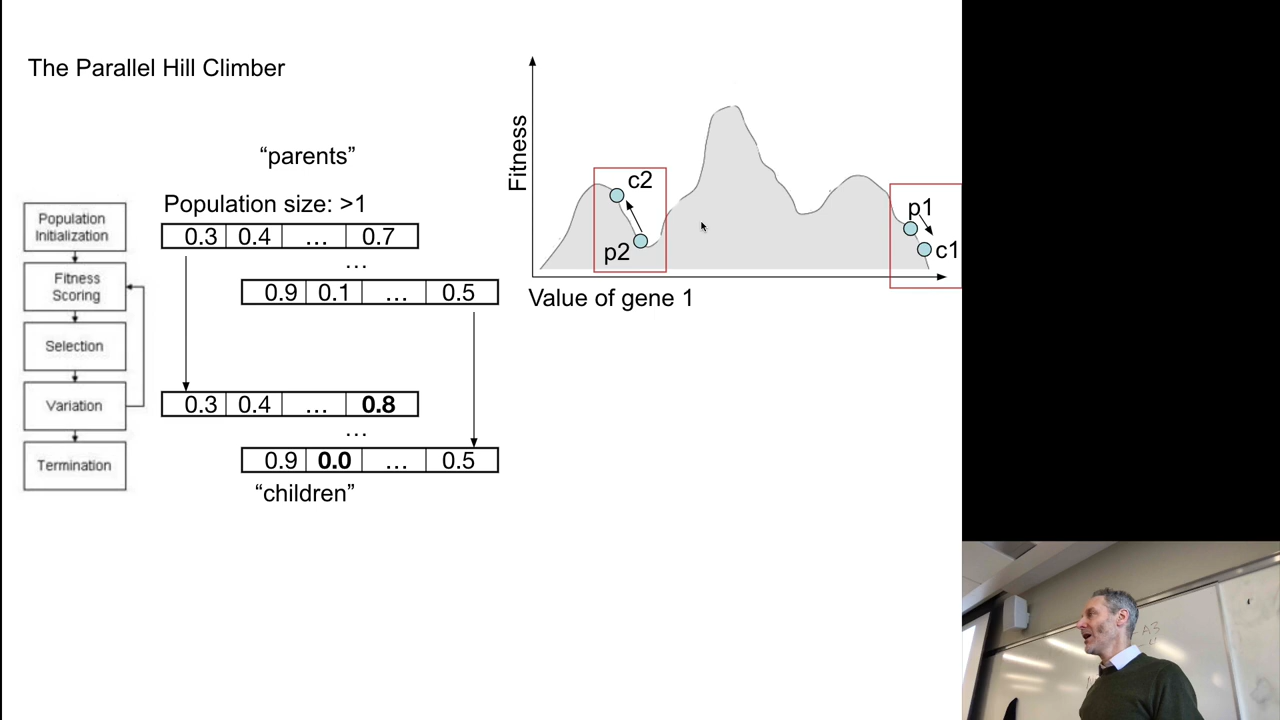 The Parallel Hill Climber
“parents”
Population size: >1
0.3 0.4 … 0.7
…
0.9 0.1 … 0.5
0.3 0.4 … 0.8
…
0.9 0.0 … 0.5
“children”
Population
Initialization
Fitness
Scoring
Selection
Variation
Termination
Fitness
c2
p2
p1
c1
Value of gene 1
A3